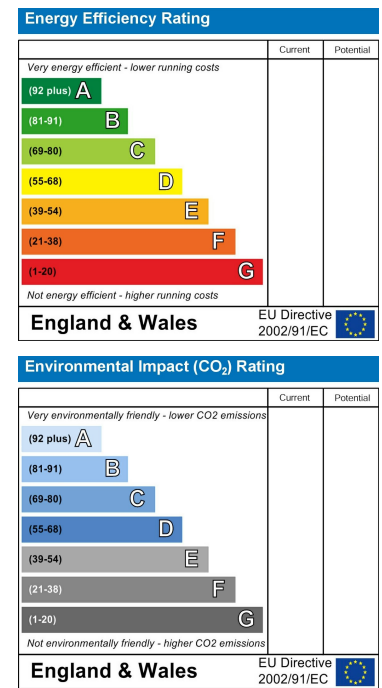 Energy Efficiency Rating
Current Potential
Very energy efficient - lower running costs
(92 plus) A
(81-91) B
(69-80) C
(55-68) D
(39-54) E
(21-38) F
(1-20) G
Not energy efficient - higher running costs
England & Wales
EU Directive
2002/91/EC
Environmental Impact (CO₂) Rating
Current Potential
Very environmentally friendly - lower CO2 emissions
(92 plus) A
(81-91) B
(69-80) C
(55-68) D
(39-54) E
(21-38) F
(1-20) G
Not environmentally friendly - higher CO2 emissions
England & Wales
EU Directive
2002/91/EC